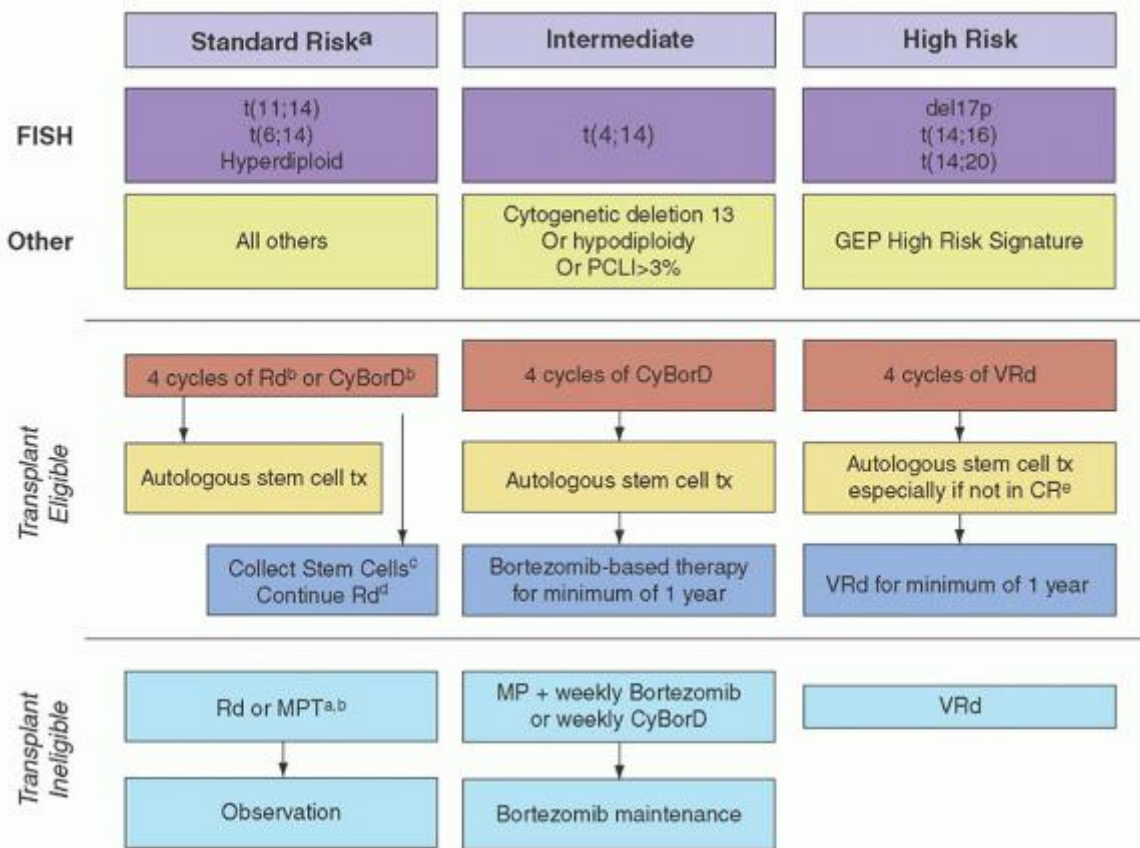 Standard Riskᵃ
Intermediate
High Risk
FISH
t(11;14)
t(6;14)
Hyperdiploid
t(4;14)
del17p
t(14;16)
t(14;20)
Other
All others
Cytogenetic deletion 13
Or hypodiploidy
Or PCLI>3%
GEP High Risk Signature
Transplant
Eligible
4 cycles of Rdᵇ or CyBorDᵇ
4 cycles of CyBorD
4 cycles of VRd
Autologous stem cell tx
Autologous stem cell tx
Autologous stem cell tx
especially if not in CRᵉ
Collect Stem Cellsᶜ
Continue Rdᵈ
Bortezomib-based therapy
for minimum of 1 year
VRd for minimum of 1 year
Transplant
Ineligible
Rd or MPTᵃ,ᵇ
MP + weekly Bortezomib
or weekly CyBorD
VRd
Observation
Bortezomib maintenance